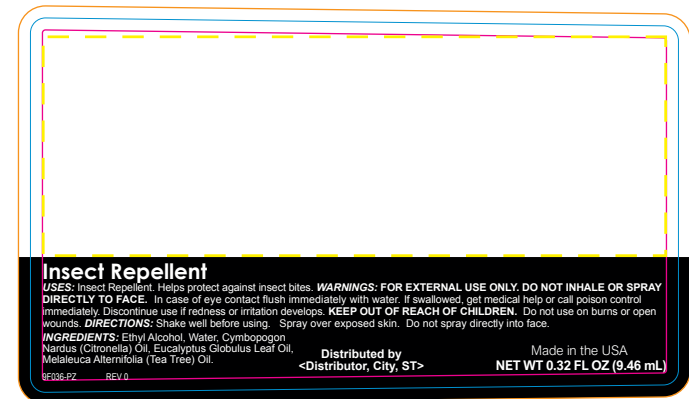 Insect Repellent
USES: Insect Repellent. Helps protect against insect bites. WARNINGS: FOR EXTERNAL USE ONLY. DO NOT INHALE OR SPRAY
DIRECTLY TO FACE. In case of eye contact flush immediately with water. If swallowed, get medical help or call poison control
immediately. Discontinue use if redness or irritation develops. KEEP OUT OF REACH OF CHILDREN. Do not use on burns or open
wounds. DIRECTIONS: Shake well before using. Spray over exposed skin. Do not spray directly into face.
INGREDIENTS: Ethyl Alcohol, Water, Cymbopogon
Nardus (Citronella) Oil, Eucalyptus Globulus Leaf Oil,
Melaleuca Alternifolia (Tea Tree) Oil.
9F036-PZ REV 0
Distributed by
<Distributor, City, ST>
Made in the USA
NET WT 0.32 FL OZ (9.46 mL)